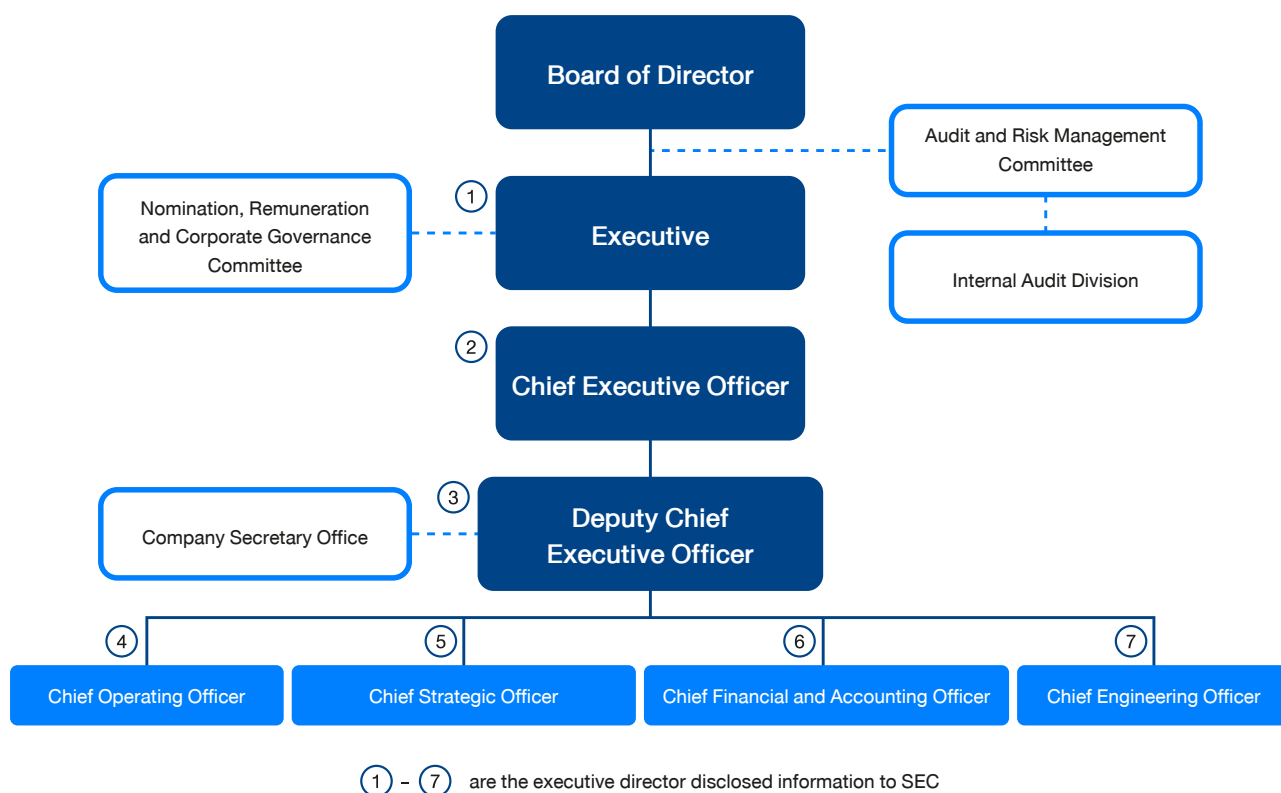 Board of Director
Audit and Risk Management
Committee
1
Nomination, Remuneration
and Corporate Governance
Committee
Executive
Internal Audit Division
2
Chief Executive Officer
3
Company Secretary Office
Deputy Chief
Executive Officer
4
5
6
7
Chief Operating Officer
Chief Strategic Officer
Chief Financial and Accounting Officer
Chief Engineering Officer
1 - 7 are the executive director disclosed information to SEC